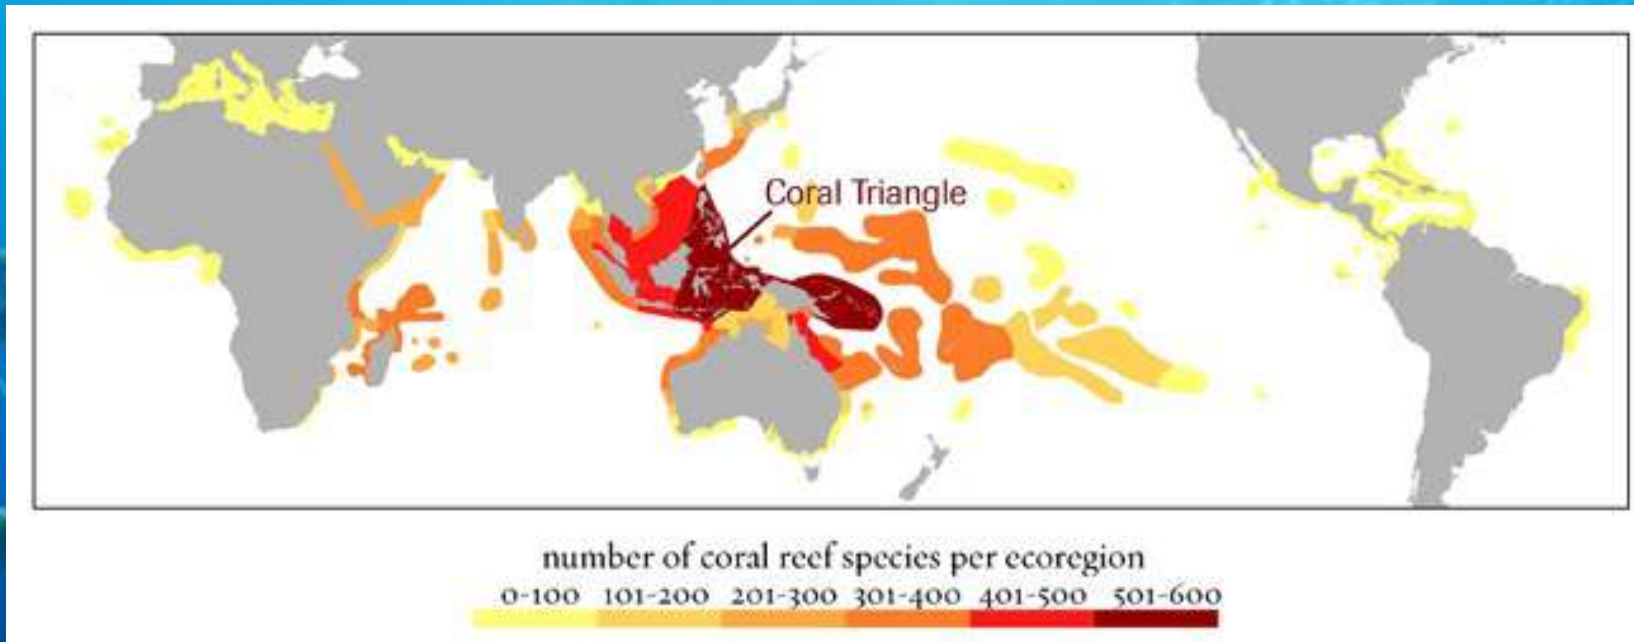 Coral Triangle
number of coral reef species per ecoregion
0-100 101-200 201-300 301-400 401-500 501-600